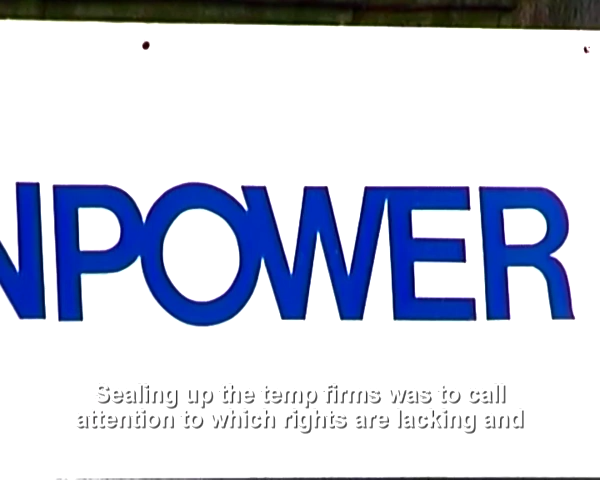 NPOWER
Sealing up the temp firms was to call
attention to which rights are lacking and